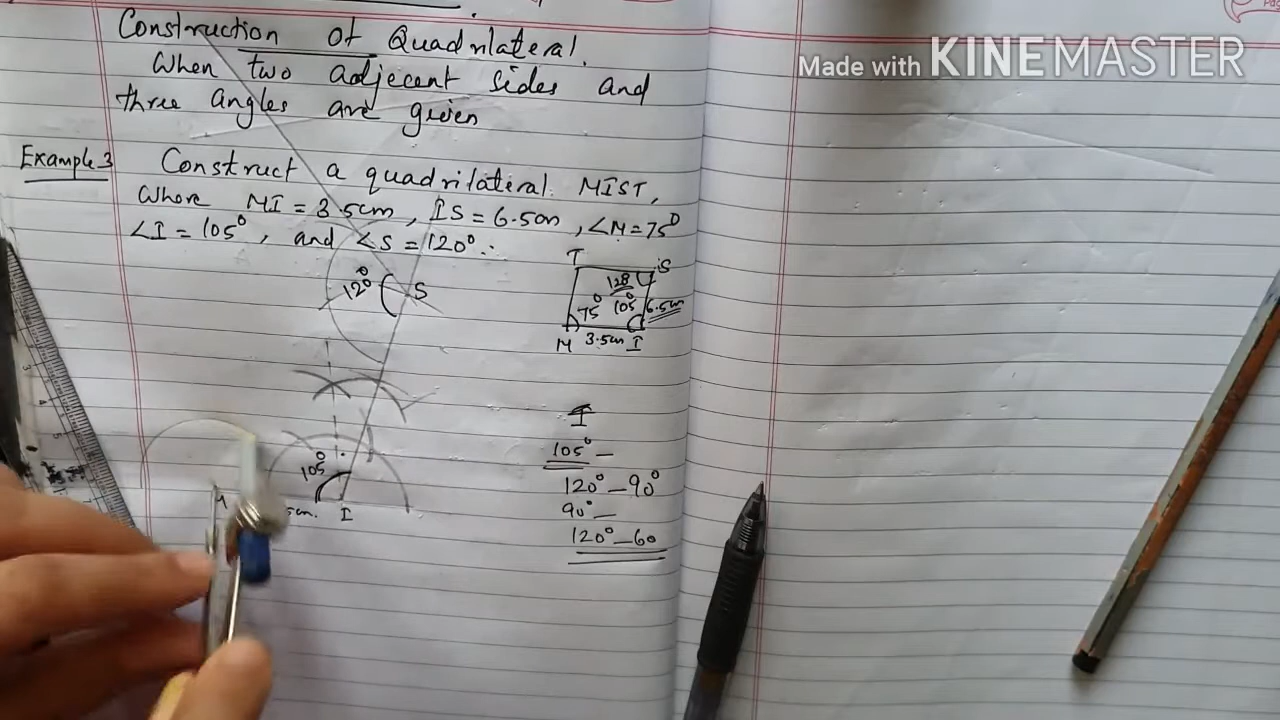 Construction of Quadrilateral.
When two adjecent sides and
three angles are given
Example 3 Construct a quadrilateral MIST,
Where MI = 3.5cm, IS = 6.5cm, ∠M = 75°
∠I = 105°, and ∠S = 120°.
T S
120°
75° 105° 6.5cm
M 3.5cm I
120° S
105°
I
I
105° –
120° – 90°
90° –
120° – 60
Made with KINEMASTER